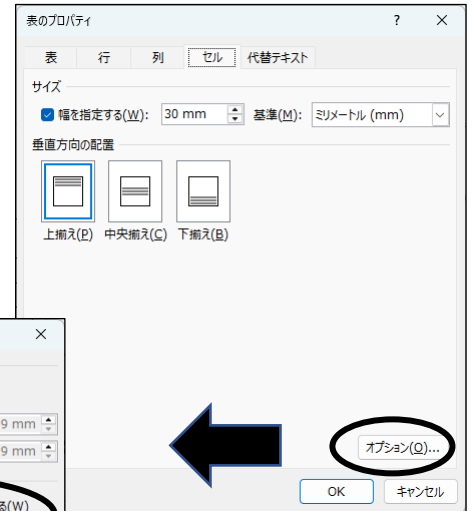 表のプロパティ ? ×
表 行 列 セル 代替テキスト
サイズ
幅を指定する(W): 30 mm 基準(M): ミリメートル (mm)
垂直方向の配置
上揃え(P) 中央揃え(C) 下揃え(B)
オプション(O)...
OK キャンセル
×
9 mm
9 mm
る(W)